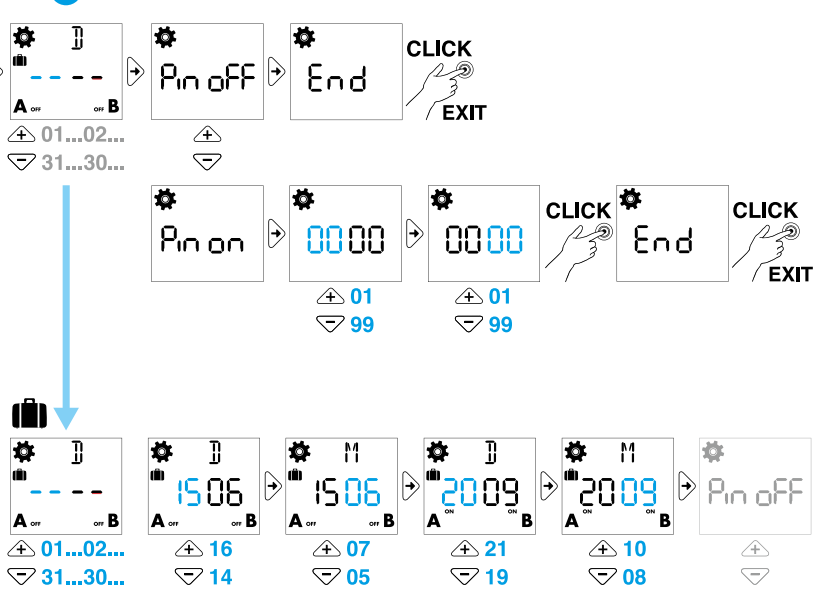 D
- - - -
A OFF OFF B
01...02...
31...30...
Pin oFF
End
CLICK
EXIT
Pin on
0000
01
99
0000
01
99
CLICK
End
CLICK
EXIT
D
- - - -
A OFF OFF B
01...02...
31...30...
D
1506
A OFF OFF B
16
14
M
1506
A OFF OFF B
07
05
D
2009
A ON ON B
21
19
M
2009
A ON ON B
10
08
Pin oFF